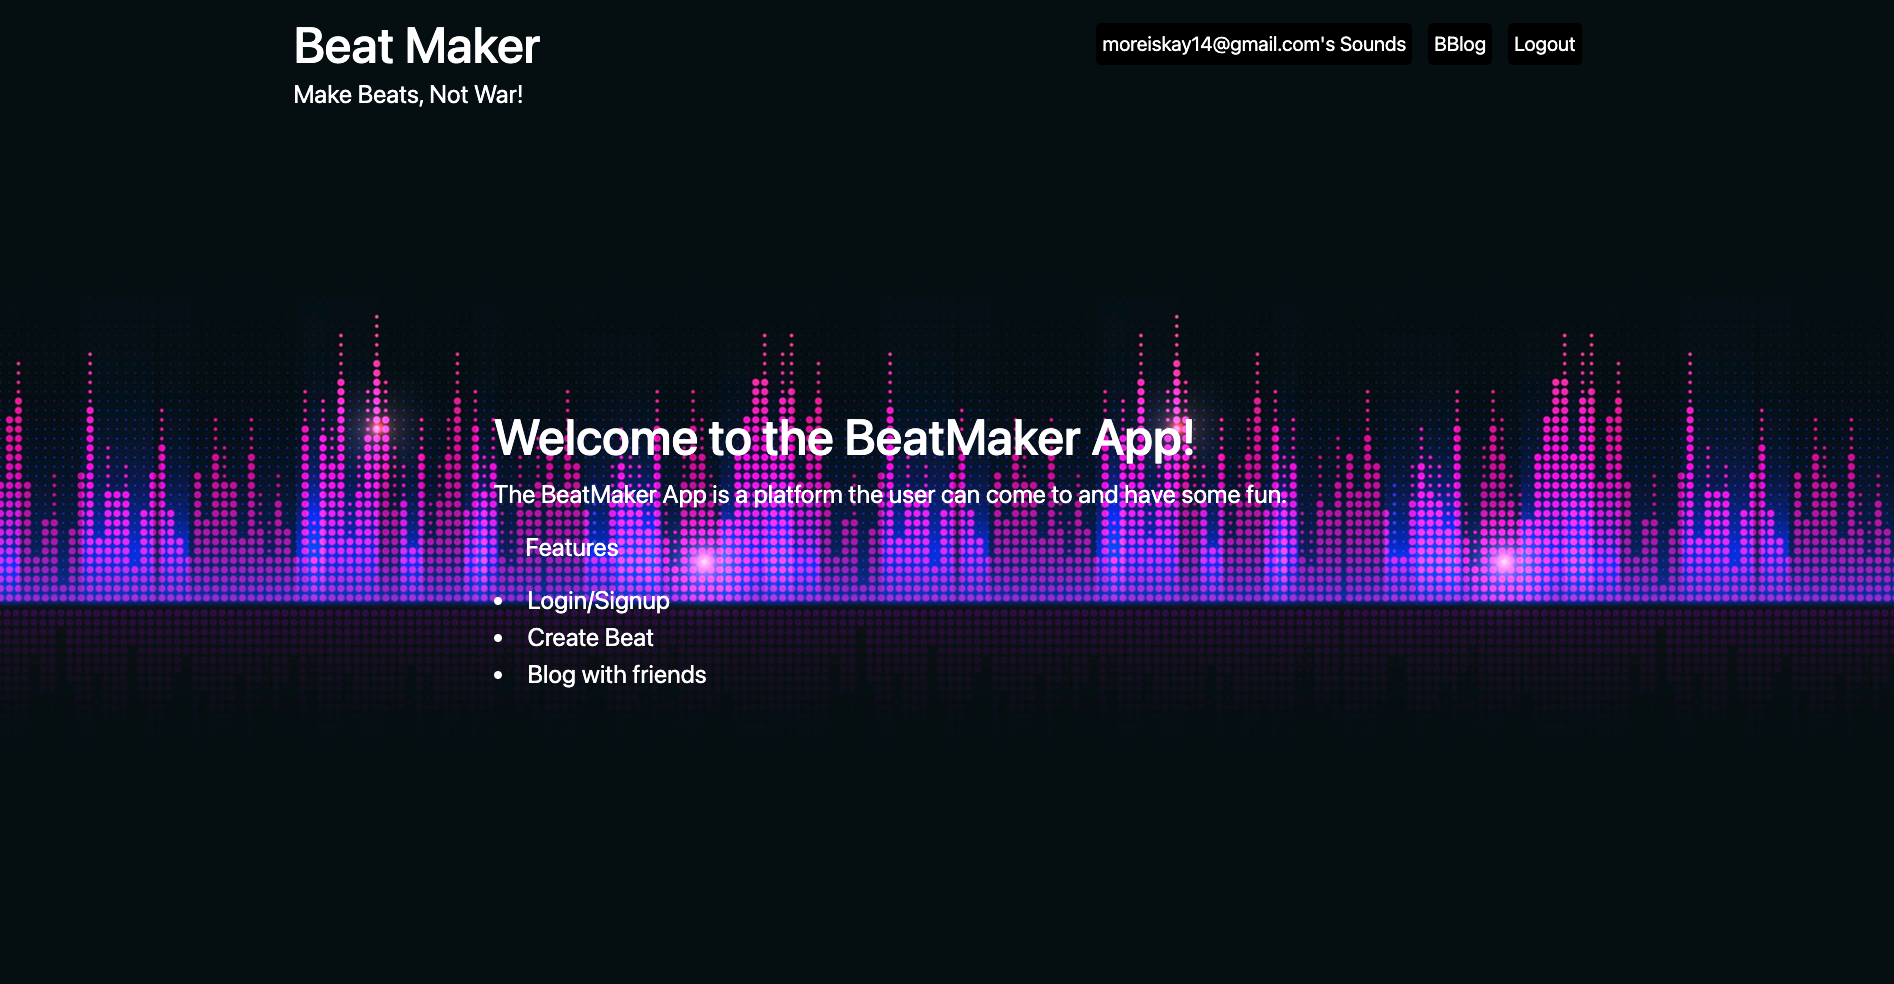 Beat Maker
moreiskay14@gmail.com's Sounds BBlog Logout
Make Beats, Not War!
Welcome to the BeatMaker App!
The BeatMaker App is a platform the user can come to and have some fun.
Features
• Login/Signup
• Create Beat
• Blog with friends